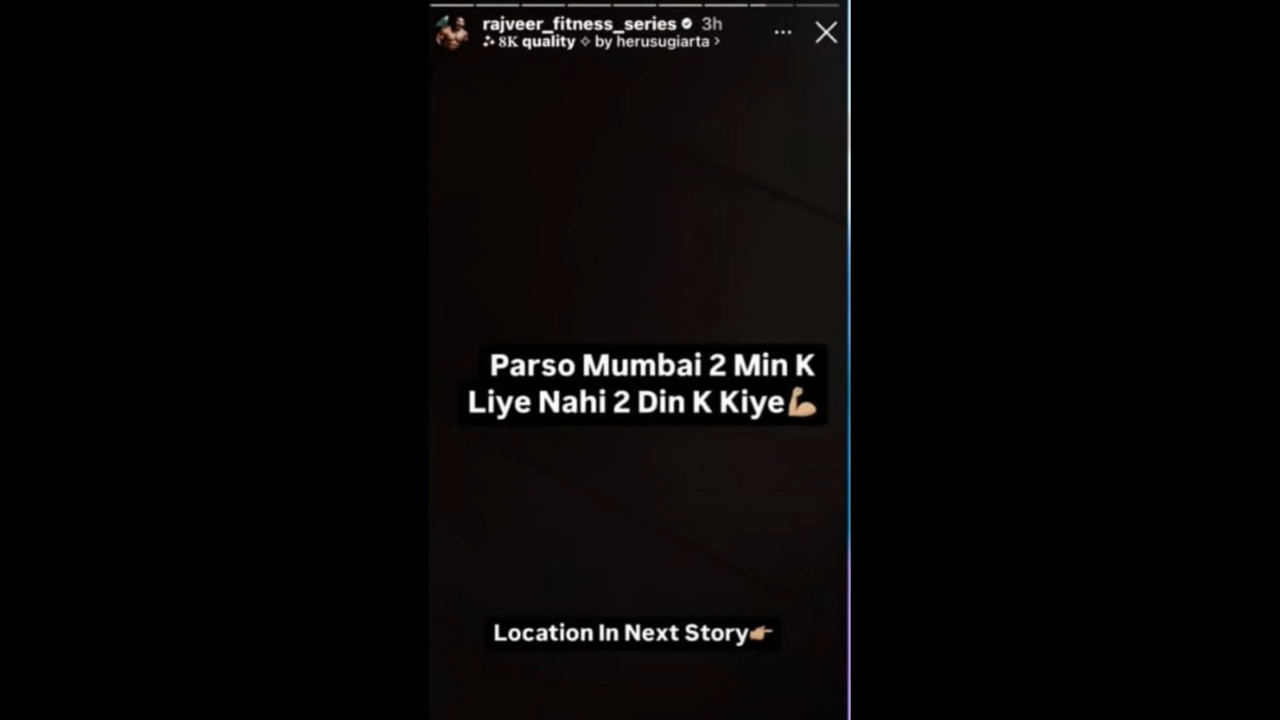 rajveer_fitness_series 3h
8K quality ✧ by herusugiarta >
Parso Mumbai 2 Min K
Liye Nahi 2 Din K Kiye💪🏼
Location In Next Story👉🏼